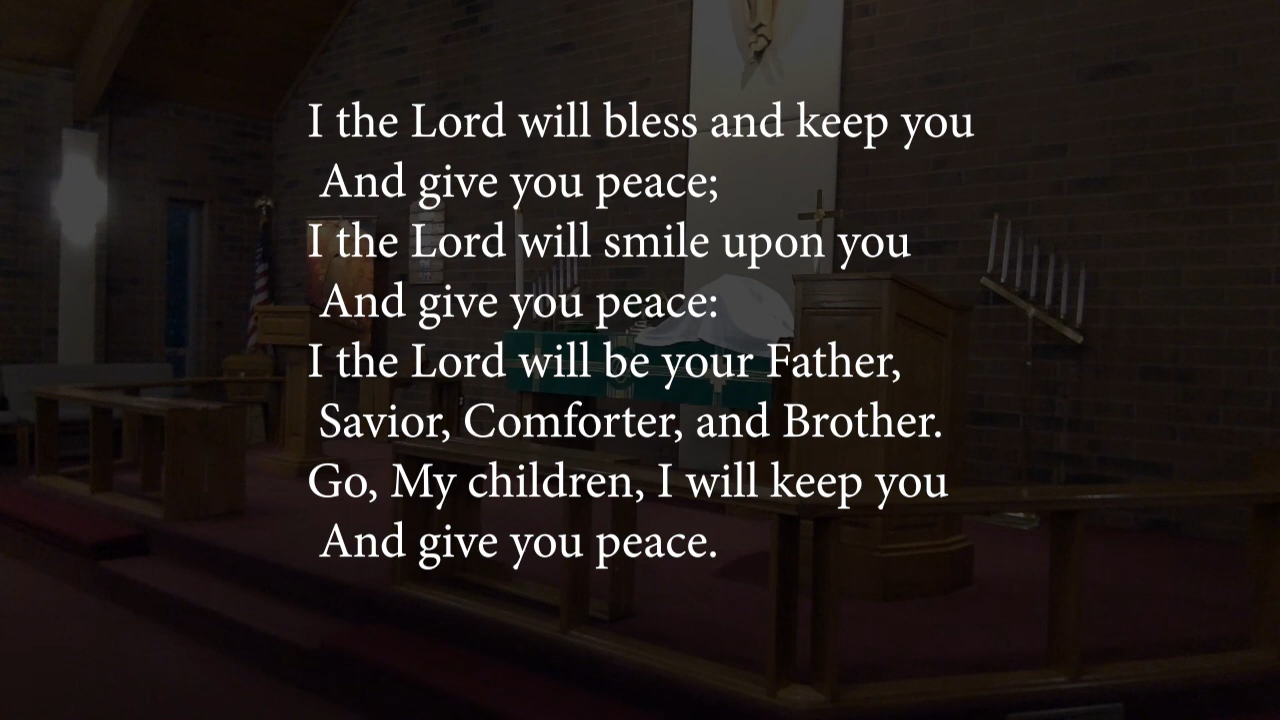 I the Lord will bless and keep you
And give you peace;
I the Lord will smile upon you
And give you peace:
I the Lord will be your Father,
Savior, Comforter, and Brother.
Go, My children, I will keep you
And give you peace.